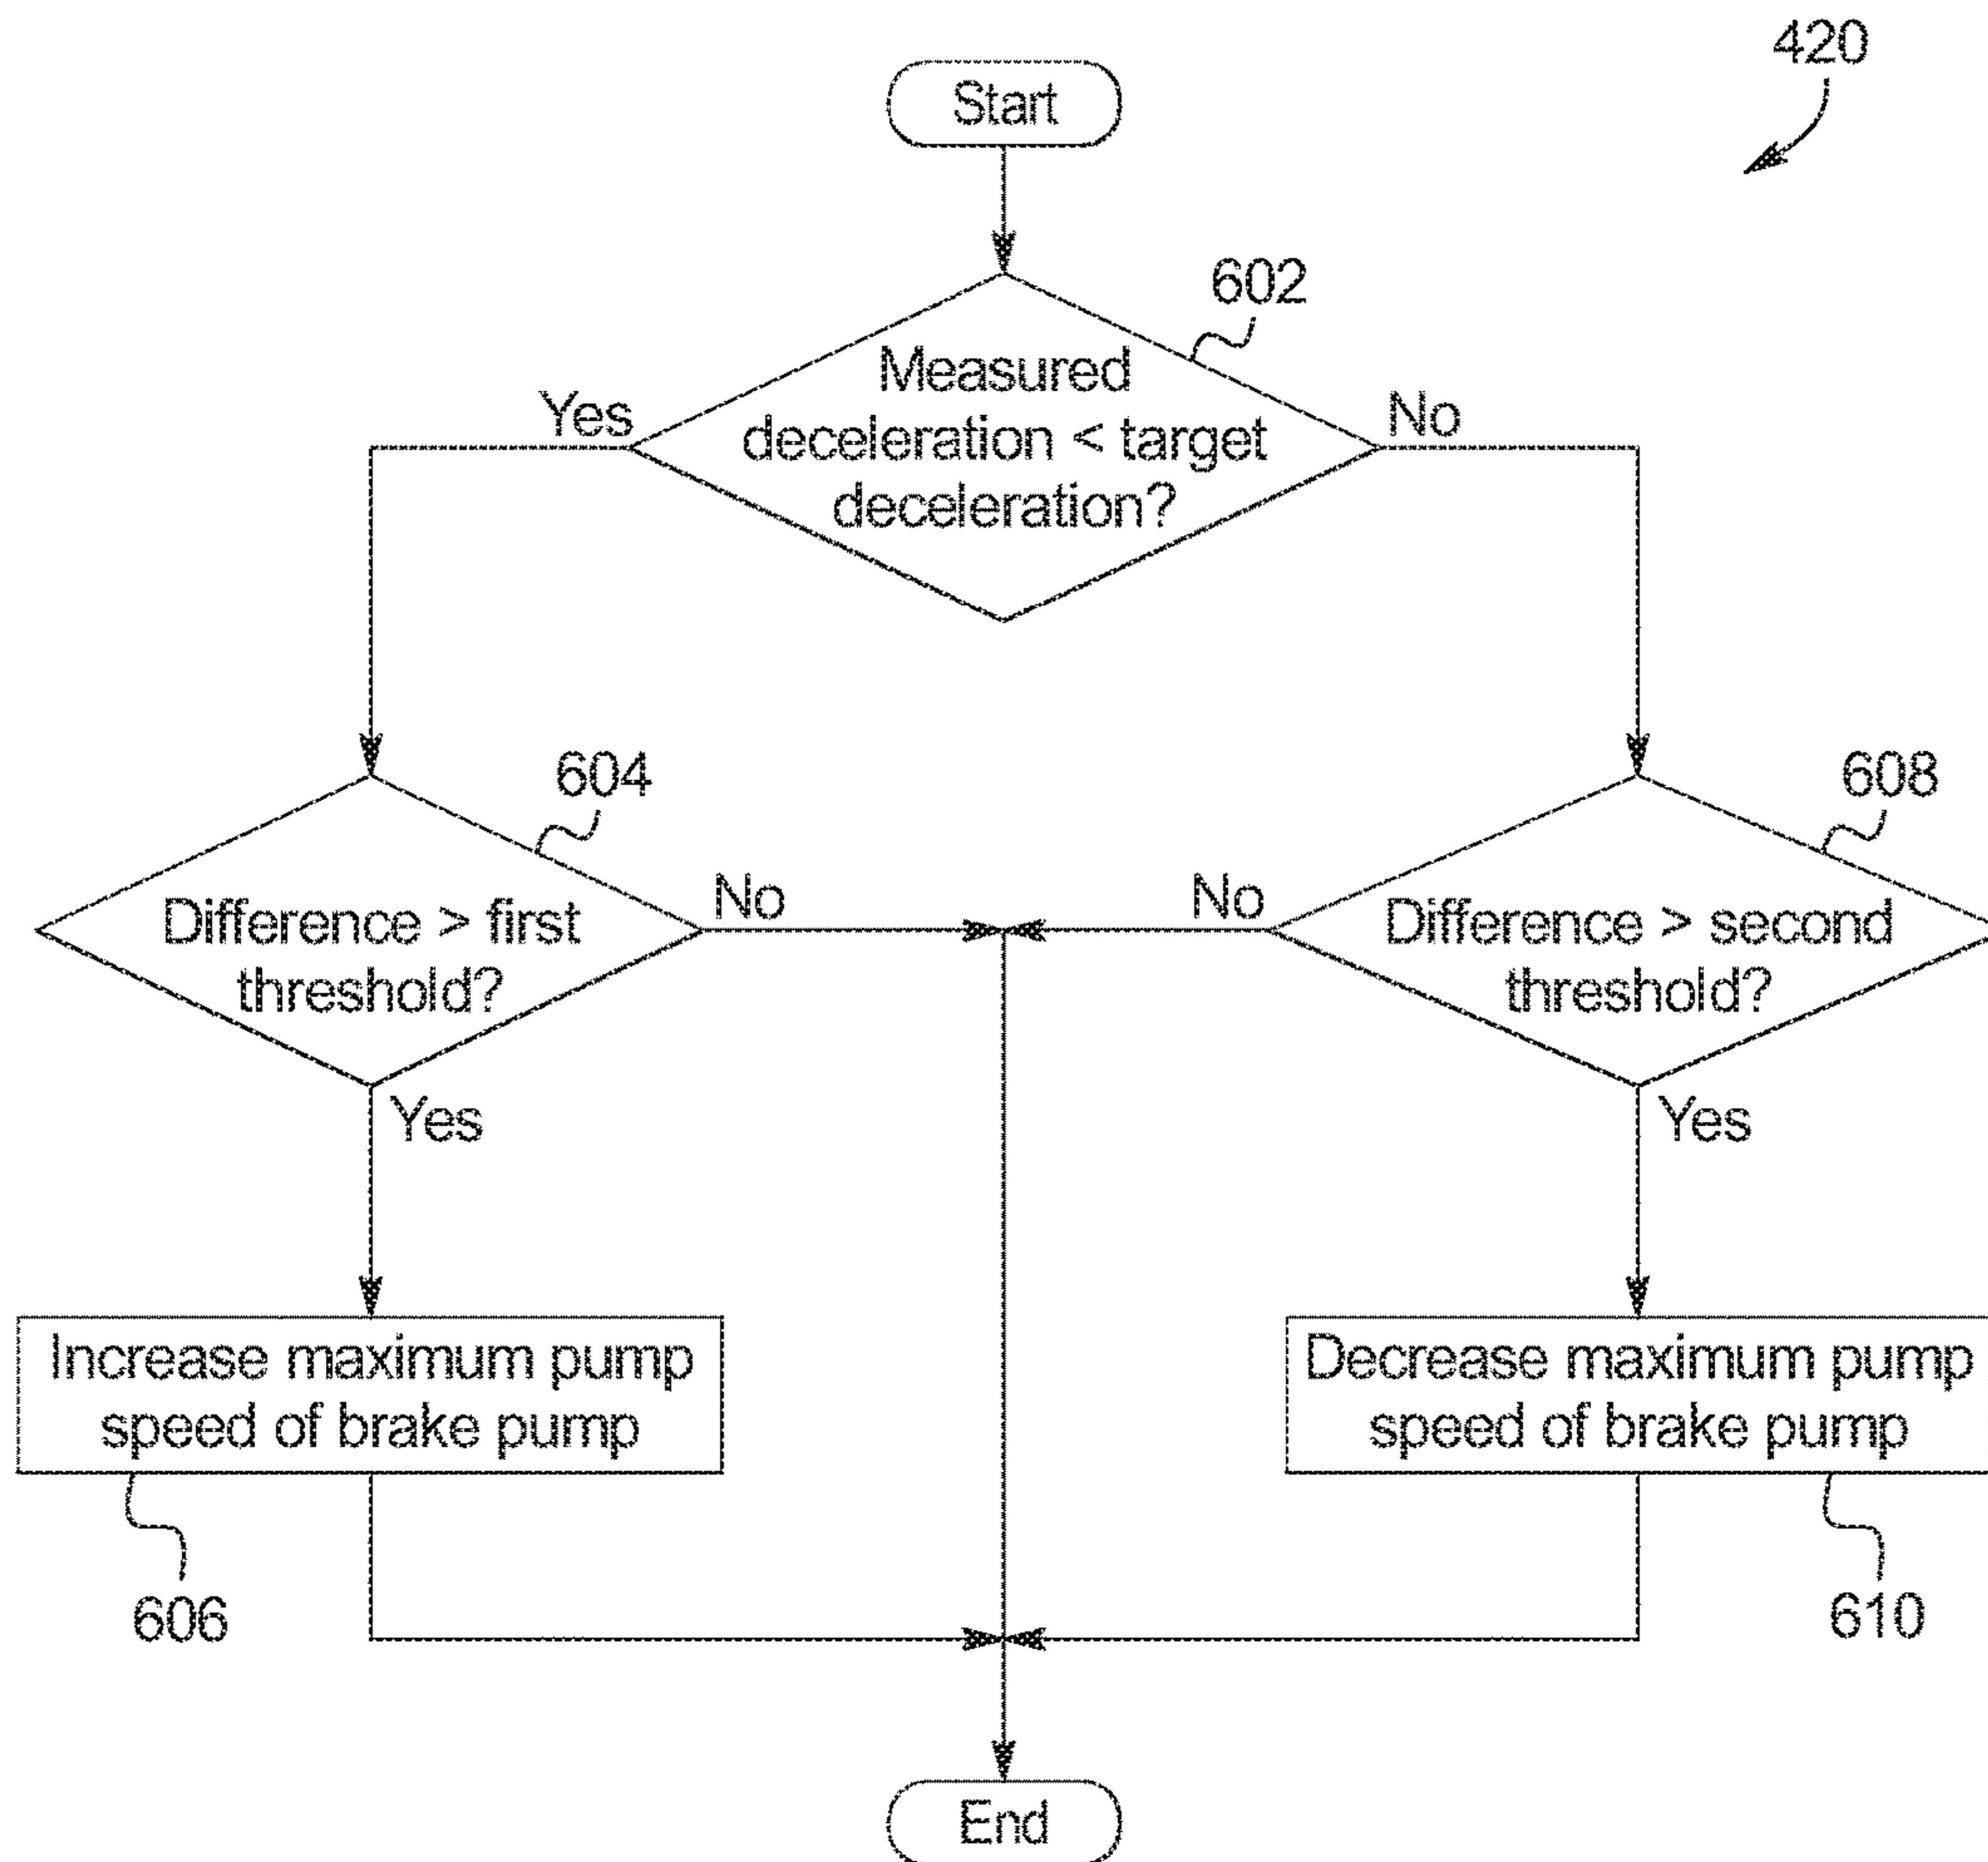 420
Start
602
Measured
deceleration < target
deceleration?
Yes
No
604
608
Difference > first
threshold?
No
No
Difference > second
threshold?
Yes
Yes
Increase maximum pump
speed of brake pump
Decrease maximum pump
speed of brake pump
606
610
End